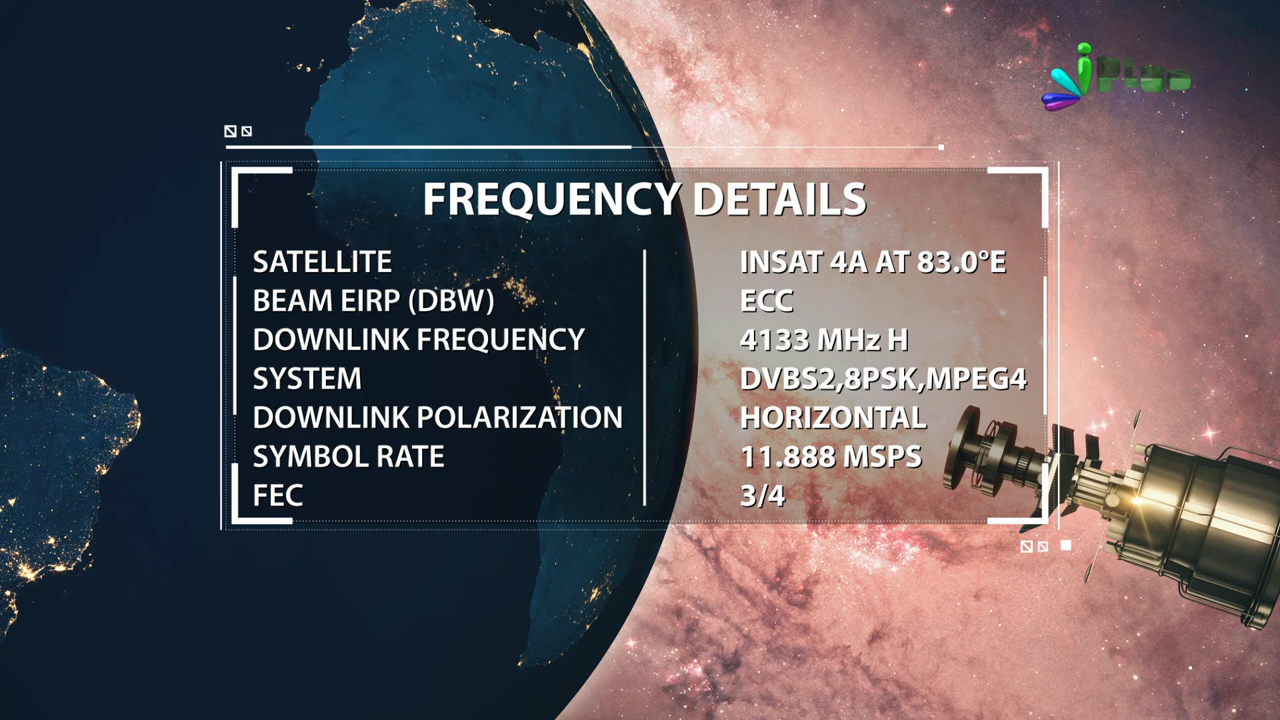 i Plus
FREQUENCY DETAILS
SATELLITE INSAT 4A AT 83.0°E
BEAM EIRP (DBW) ECC
DOWNLINK FREQUENCY 4133 MHz H
SYSTEM DVBS2,8PSK,MPEG4
DOWNLINK POLARIZATION HORIZONTAL
SYMBOL RATE 11.888 MSPS
FEC 3/4